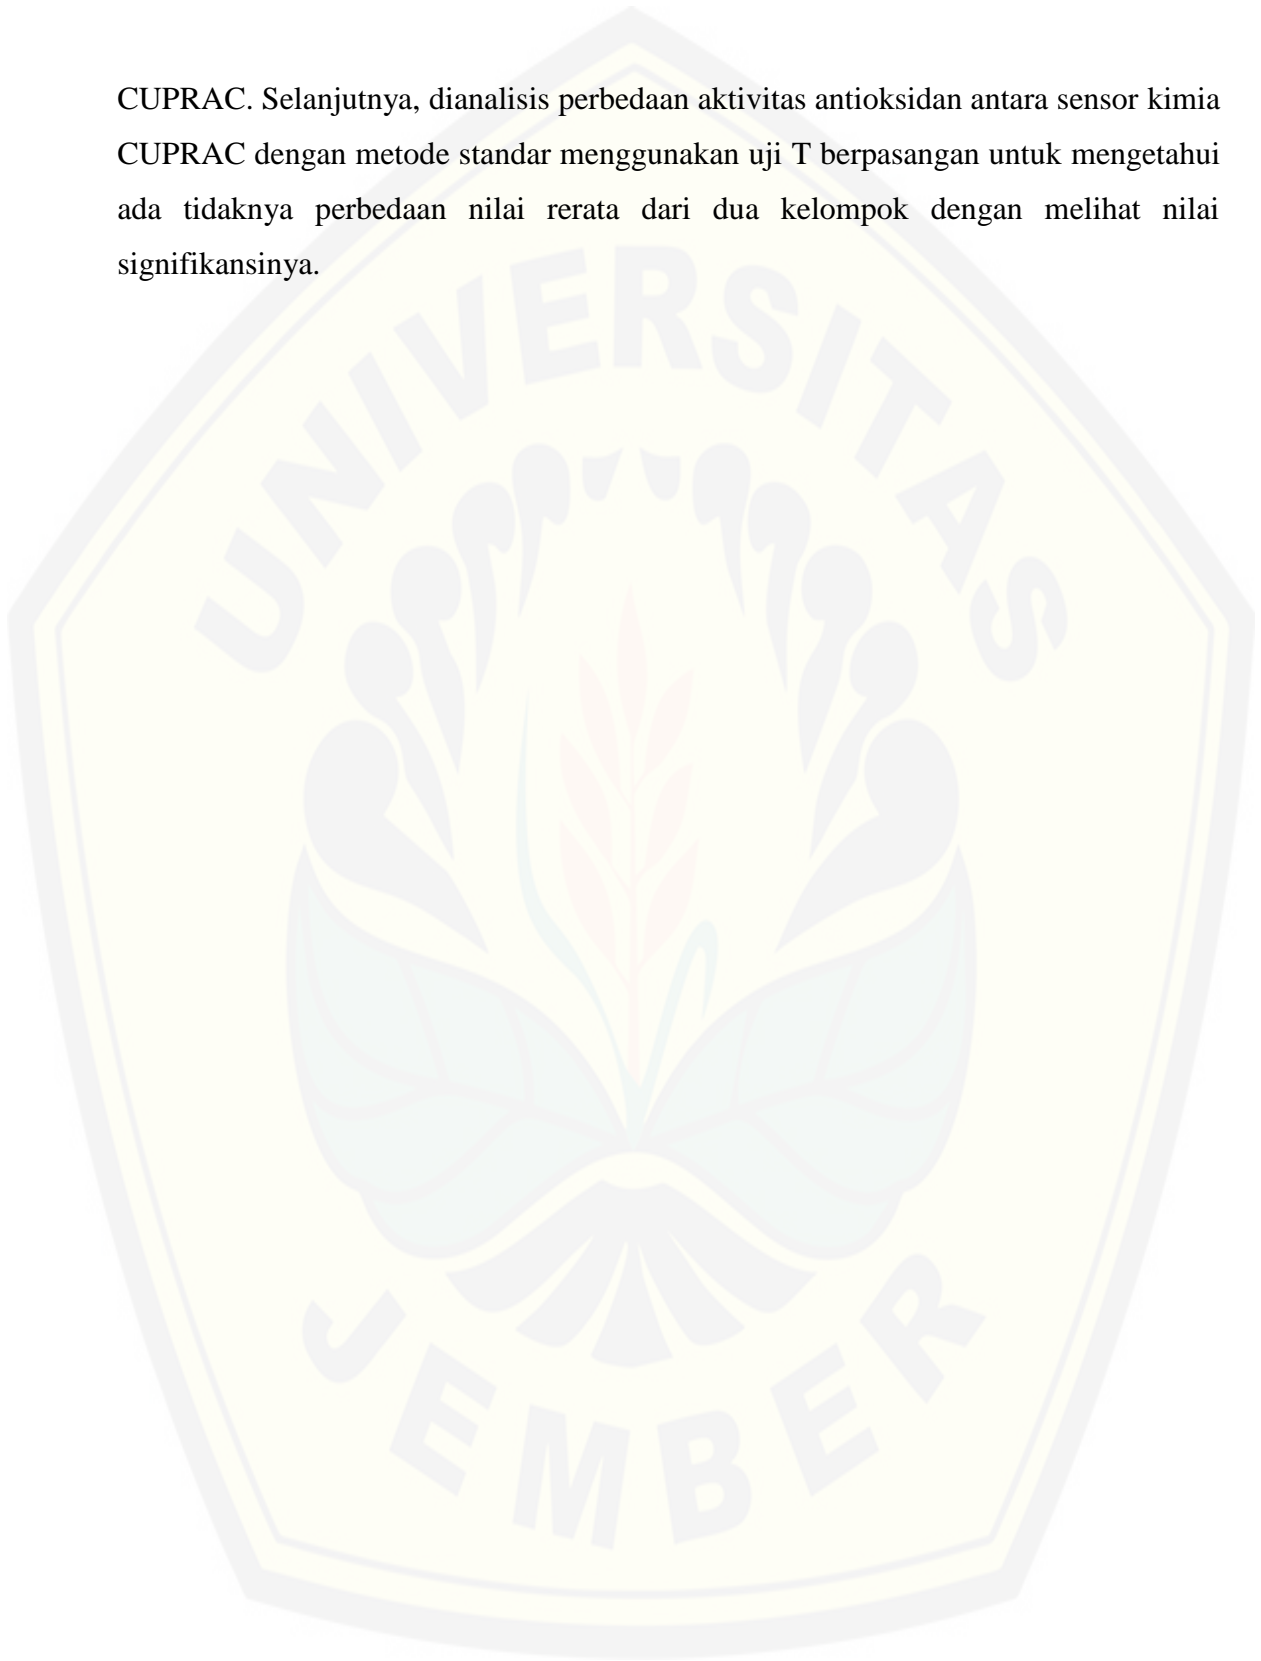 CUPRAC. Selanjutnya, dianalisis perbedaan aktivitas antioksidan antara sensor kimia
CUPRAC dengan metode standar menggunakan uji T berpasangan untuk mengetahui
ada tidaknya perbedaan nilai rerata dari dua kelompok dengan melihat nilai
signifikansinya.
UNIVERSITAS
JEMBER